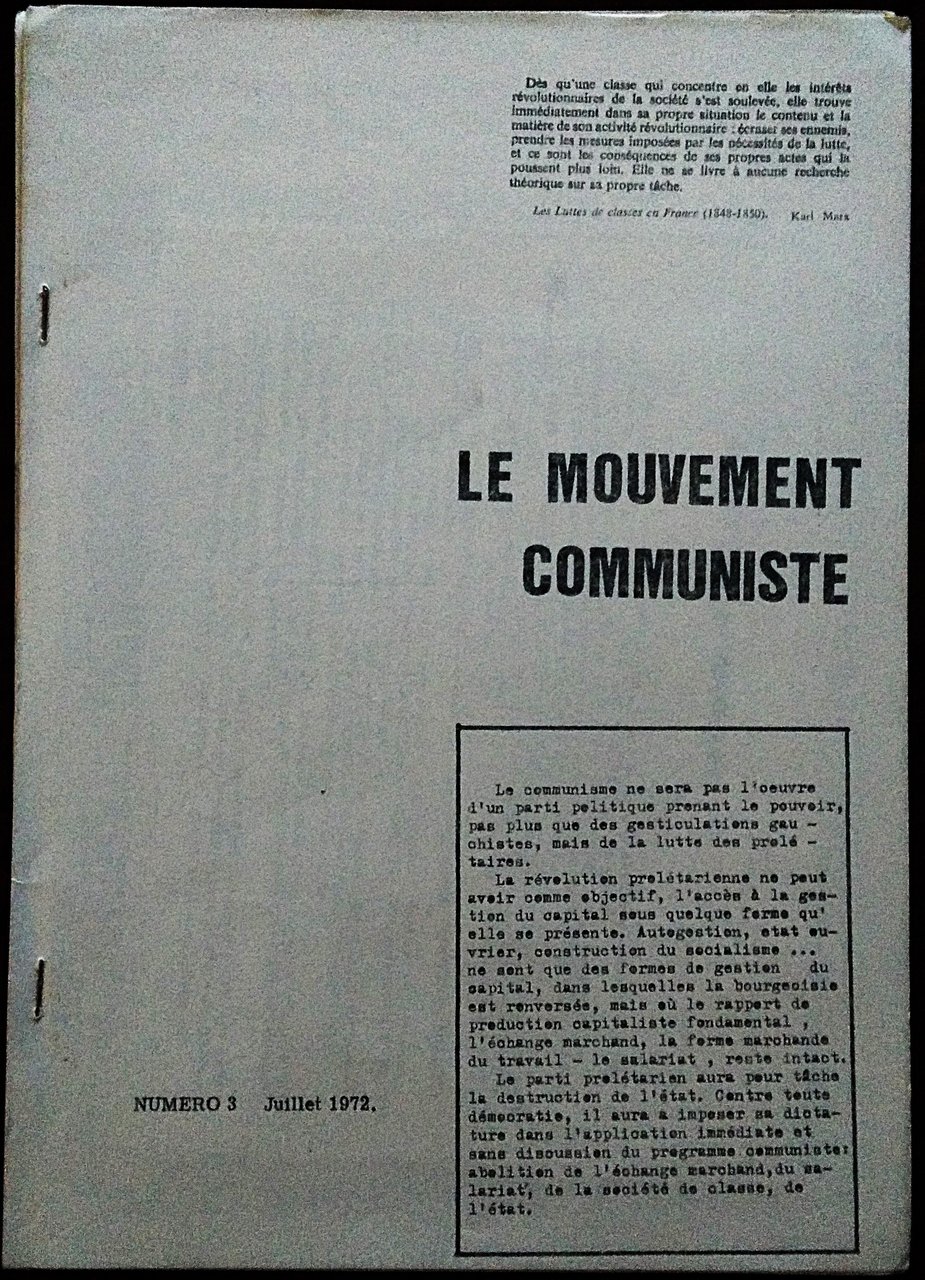 Dès qu'une classe qui concentre en elle les intérêts
révolutionnaires de la société s'est soulevée, elle trouve
immédiatement dans sa propre situation le contenu et la
matière de son activité révolutionnaire : écraser ses ennemis,
prendre les mesures imposées par les nécessités de la lutte,
et ce sont les conséquences de ses propres actes qui la
poussent plus loin. Elle ne se livre à aucune recherche
théorique sur sa propre tâche.
Les Luttes de classes en France (1848-1850). Karl Marx
LE MOUVEMENT
COMMUNISTE
Le communisme ne sera pas l'oeuvre
d'un parti politique prenant le pouvoir,
pas plus que des gesticulations gau -
chistes, mais de la lutte des prolé -
taires.
La révolution prolétarienne ne peut
avoir comme objectif, l'accès à la ges-
tion du capital sous quelque forme qu'
elle se présente. Autogestion, etat ou-
vrier, construction du socialisme ...
ne sont que des formes de gestion du
capital, dans lesquelles la bourgeoisie
est renversée, mais où le rapport de
production capitaliste fondamental ,
l'échange marchand, la forme marchande
du travail - le salariat , reste intact.
Le parti prolétarien aura pour tâche
la destruction de l'état. Contre toute
démocratie, il aura a imposer sa dicta-
ture dans l'application immédiate et
sans discussion du programme communiste:
abolition de l'échange marchand, du sa-
lariat, de la société de classe, de
l'état.
NUMERO 3 Juillet 1972.